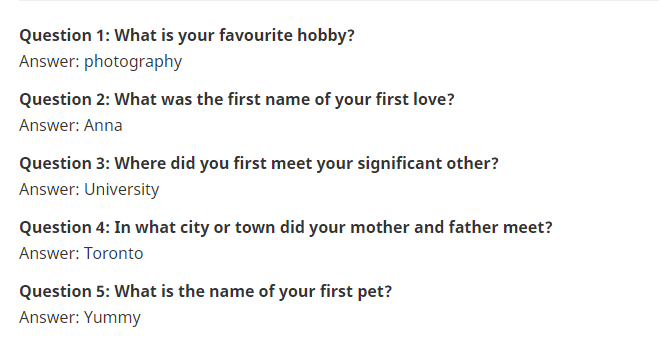 Question 1: What is your favourite hobby?
Answer: photography
Question 2: What was the first name of your first love?
Answer: Anna
Question 3: Where did you first meet your significant other?
Answer: University
Question 4: In what city or town did your mother and father meet?
Answer: Toronto
Question 5: What is the name of your first pet?
Answer: Yummy